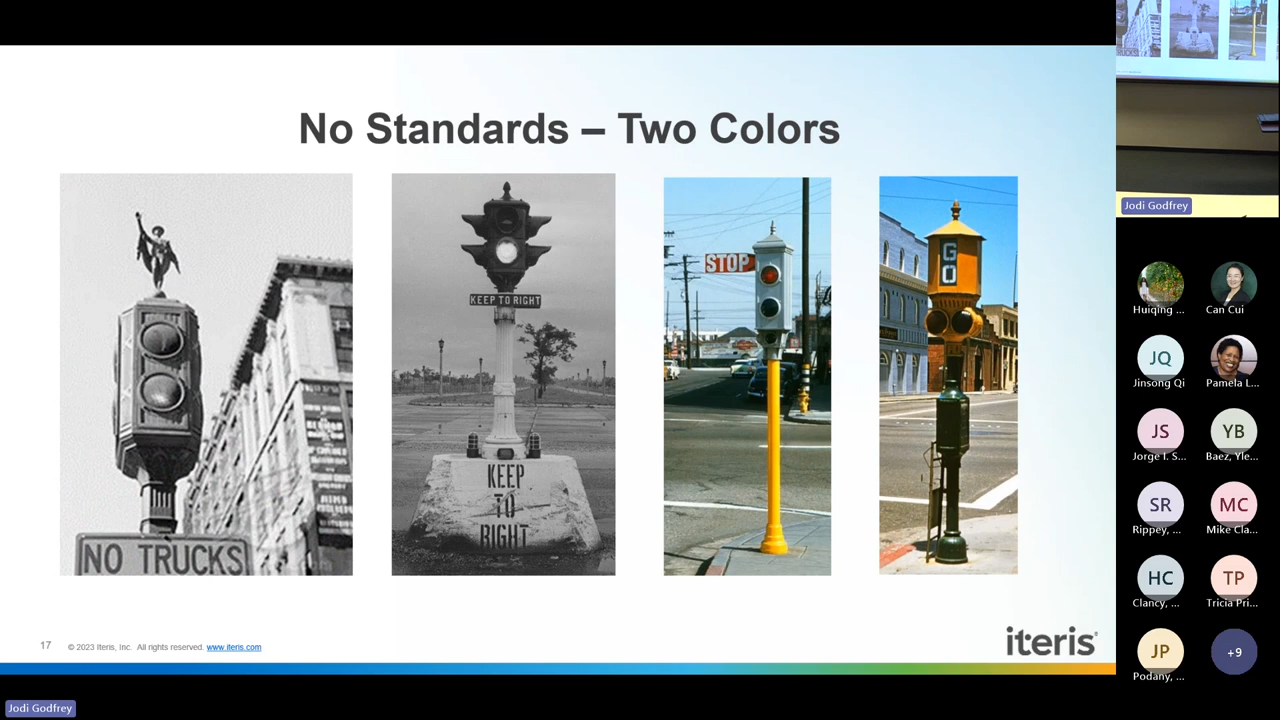 No Standards – Two Colors
NO TRUCKS
KEEP TO RIGHT
KEEP
TO
RIGHT
STOP
GO
17
© 2023 Iteris, Inc. All rights reserved. www.iteris.com
iteris
Jodi Godfrey
Jodi Godfrey
Huiqing ...
Can Cui
JQ
Jinsong Qi
Pamela L...
JS
Jorge I. S...
YB
Baez, Yle...
SR
Rippey, ...
MC
Mike Cla...
HC
Clancy, ...
TP
Tricia Pri...
JP
Podany, ...
+9